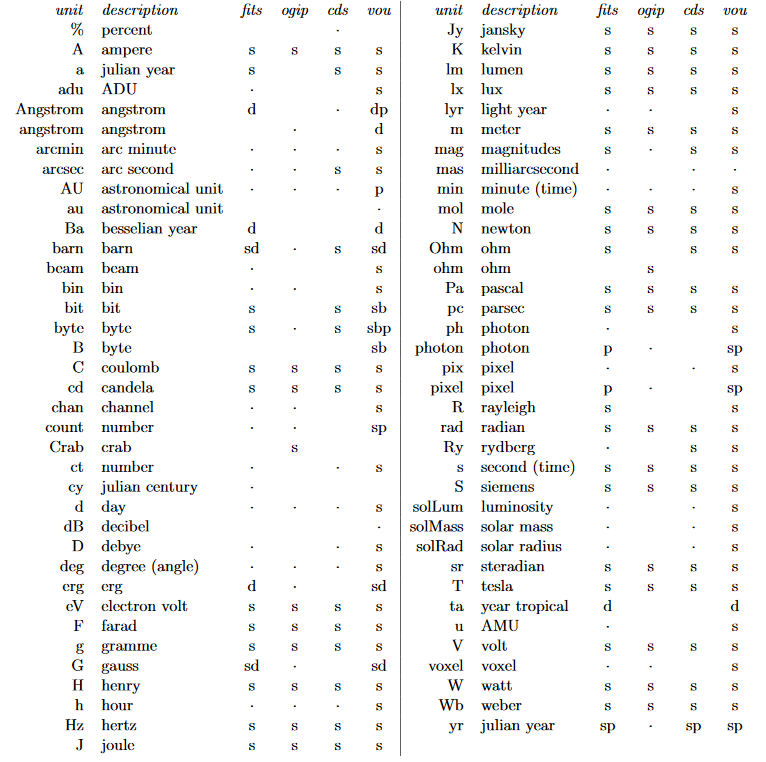 unit description fits ogip cds vou
% percent ·
A ampere s s s s
a julian year s s s
adu ADU · s
Angstrom angstrom d · dp
angstrom angstrom · d
arcmin arc minute · · · s
arcsec arc second · · s s
AU astronomical unit · · · p
au astronomical unit ·
Ba besselian year d d
barn barn sd · s sd
beam beam · s
bin bin · · s
bit bit s s sb
byte byte s · s sbp
B byte sb
C coulomb s s s s
cd candela s s s s
chan channel · · s
count number · · sp
Crab crab s
ct number · · s
cy julian century ·
d day · · · s
dB decibel ·
D debye · · s
deg degree (angle) · · · s
erg erg d · sd
eV electron volt s s s s
F farad s s s s
g gramme s s s s
G gauss sd · sd
H henry s s s s
h hour · · · s
Hz hertz s s s s
J joule s s s s
unit description fits ogip cds vou
Jy jansky s s s s
K kelvin s s s s
lm lumen s s s s
lx lux s s s s
lyr light year · · s
m meter s s s s
mag magnitudes s · s s
mas milliarcsecond · · ·
min minute (time) · · · s
mol mole s s s s
N newton s s s s
Ohm ohm s s s
ohm ohm s
Pa pascal s s s s
pc parsec s s s s
ph photon · s
photon photon p · sp
pix pixel · · s
pixel pixel p · sp
R rayleigh s s
rad radian s s s s
Ry rydberg · s s
s second (time) s s s s
S siemens s s s s
solLum luminosity · · s
solMass solar mass · · s
solRad solar radius · · s
sr steradian s s s s
T tesla s s s s
ta year tropical d d
u AMU · s
V volt s s s s
voxel voxel · · s
W watt s s s s
Wb weber s s s s
yr julian year sp · sp sp